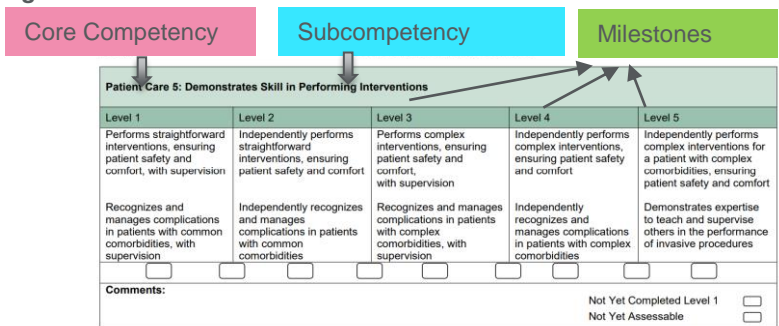 Core Competency
Subcompetency
Milestones
Patient Care 5: Demonstrates Skill in Performing Interventions
Level 1
Level 2
Level 3
Level 4
Level 5
Performs straightforward
interventions, ensuring
patient safety and
comfort, with supervision
Recognizes and
manages complications
in patients with common
comorbidities, with
supervision
Independently performs
straightforward
interventions, ensuring
patient safety and comfort
Independently recognizes
and manages
complications in patients
with common
comorbidities
Performs complex
interventions, ensuring
patient safety and
comfort,
with supervision
Recognizes and manages
complications in patients
with complex
comorbidities, with
supervision
Independently performs
complex interventions,
ensuring patient safety
and comfort
Independently
recognizes and
manages complications
in patients with complex
comorbidities
Independently performs
complex interventions for
a patient with complex
comorbidities, ensuring
patient safety and comfort
Demonstrates expertise
to teach and supervise
others in the performance
of invasive procedures
Comments:
Not Yet Completed Level 1
Not Yet Assessable